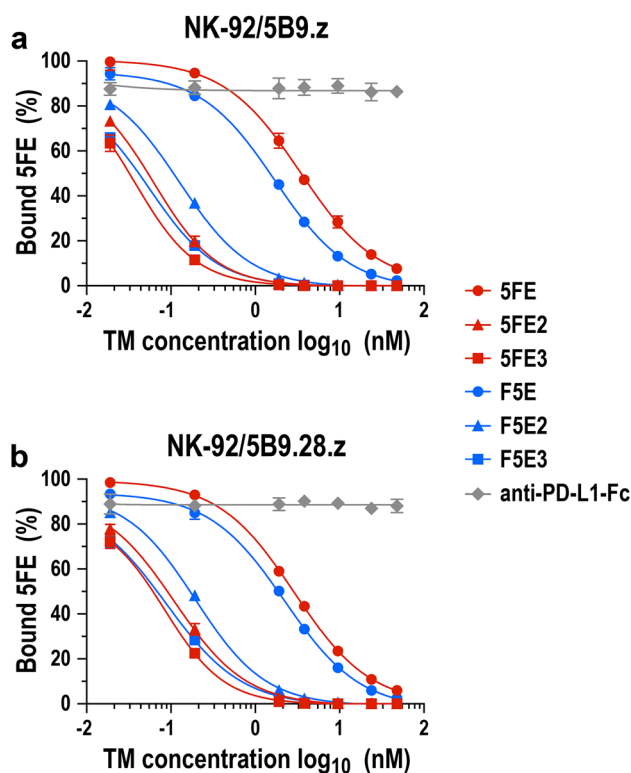 a
NK-92/5B9.z
Bound 5FE (%)
100
80
60
40
20
0
-2 -1 0 1 2
TM concentration log10 (nM)
5FE
5FE2
5FE3
F5E
F5E2
F5E3
anti-PD-L1-Fc
b
NK-92/5B9.28.z
Bound 5FE (%)
100
80
60
40
20
0
-2 -1 0 1 2
TM concentration log10 (nM)